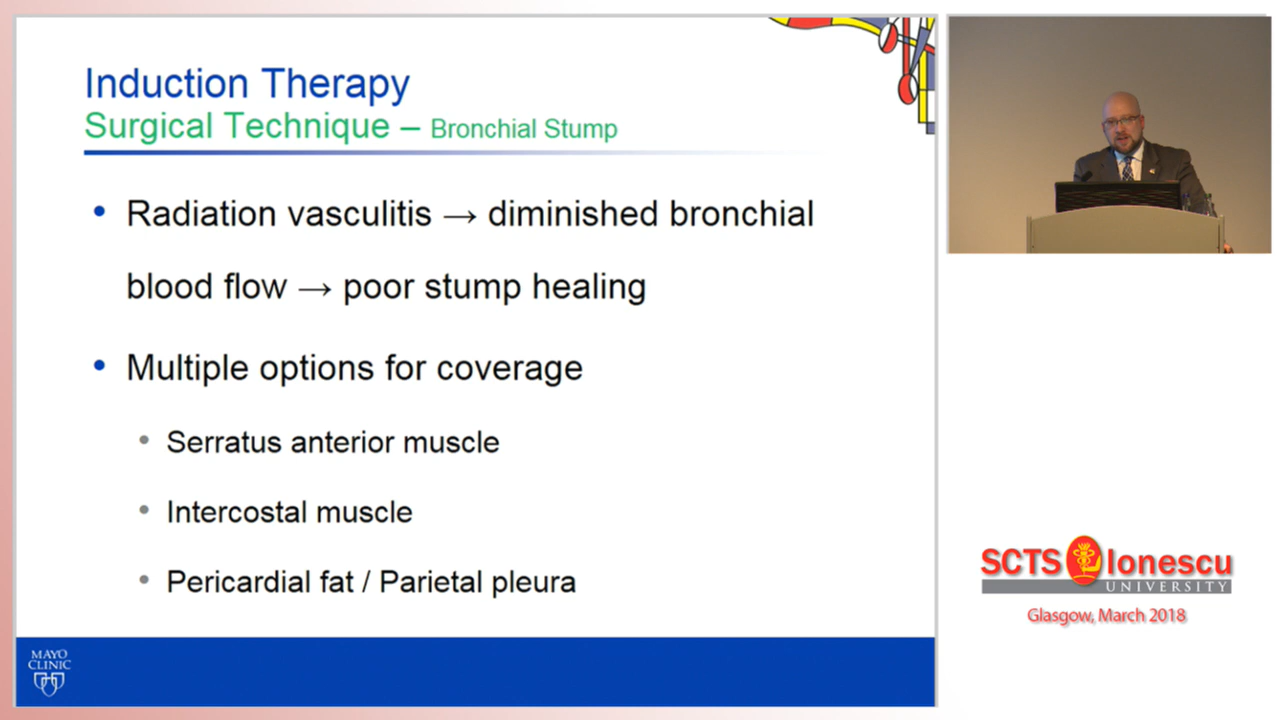 Induction Therapy
Surgical Technique – Bronchial Stump
• Radiation vasculitis → diminished bronchial
blood flow → poor stump healing
• Multiple options for coverage
• Serratus anterior muscle
• Intercostal muscle
• Pericardial fat / Parietal pleura
MAYO
CLINIC
SCTS Ionescu
UNIVERSITY
Glasgow, March 2018